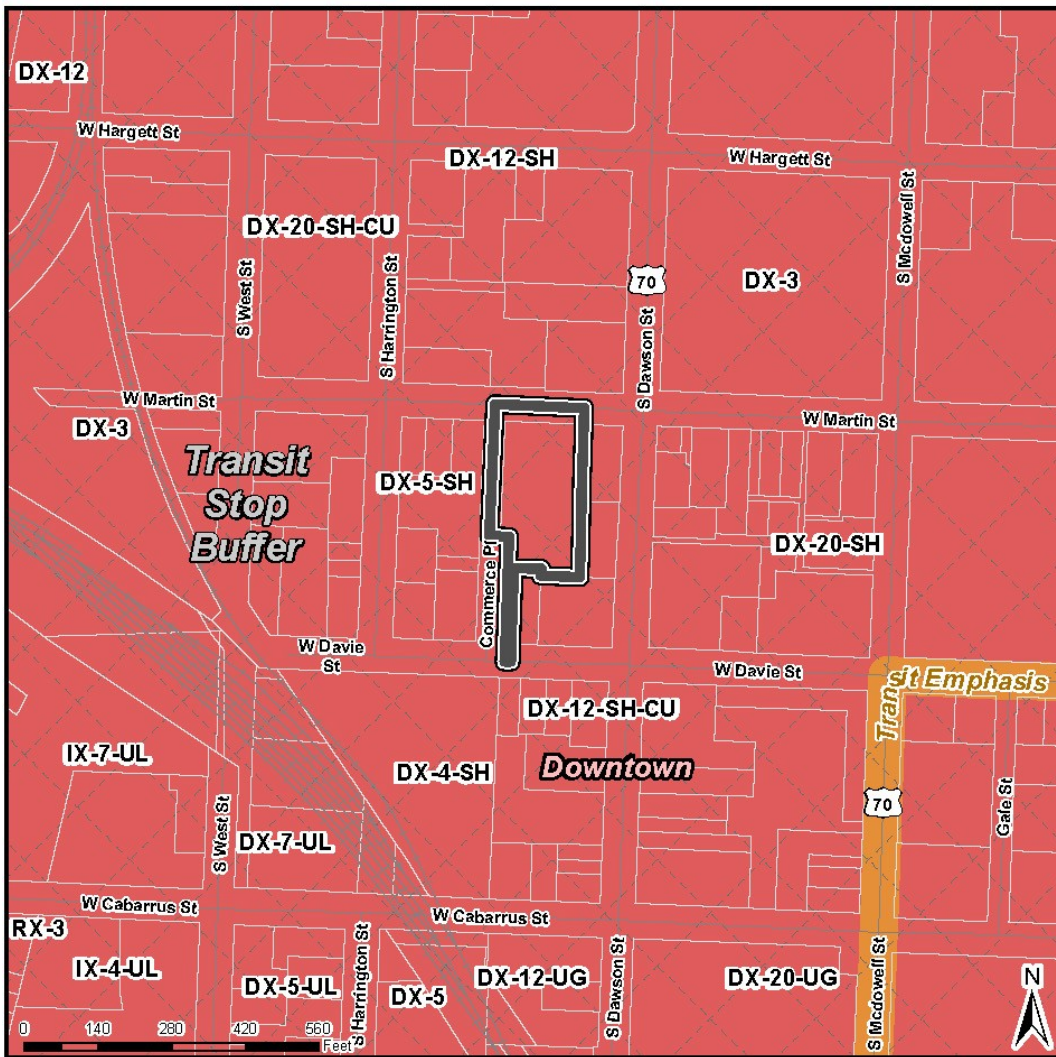 DX-12
W Hargett St
DX-12-SH
W Hargett St
S Mcdowell St
DX-20-SH-CU
S West St
S Harrington St
70
DX-3
S Dawson St
W Martin St
W Martin St
DX-3
Transit
Stop
Buffer
DX-5-SH
DX-20-SH
Commerce Pl
W Davie
St
W Davie St
Transit Emphasis
DX-12-SH-CU
IX-7-UL
DX-4-SH
Downtown
70
Gale St
S West St
DX-7-UL
W Cabarrus St
W Cabarrus St
RX-3
IX-4-UL
DX-5-UL
S Harrington St
DX-5
DX-12-UG
S Dawson St
DX-20-UG
S Mcdowell St
N
0 140 280 420 560
Feet